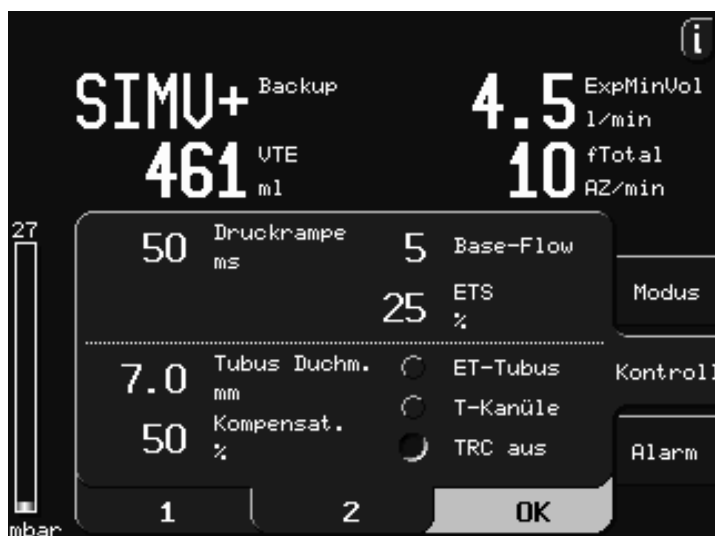 i
SIMV+ Backup
4.5 ExpMinVol
l/min
461 VTE
ml
10 fTotal
AZ/min
27
50 Druckrampe
ms
5 Base-Flow
25 ETS
%
Modus
7.0 Tubus Duchm.
mm
ET-Tubus
Kontroll
T-Kanüle
50 Kompensat.
%
TRC aus
Alarm
1
2
OK
mbar